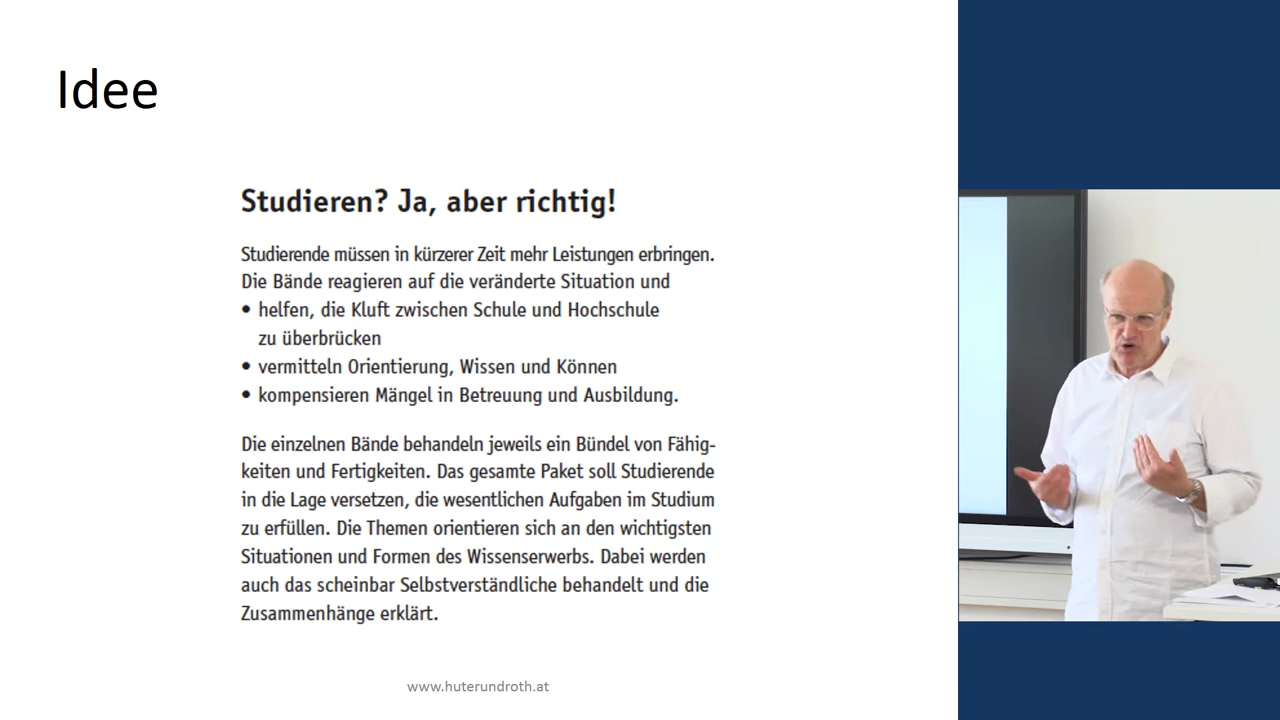 Idee
Studieren? Ja, aber richtig!
Studierende müssen in kürzerer Zeit mehr Leistungen erbringen.
Die Bände reagieren auf die veränderte Situation und
• helfen, die Kluft zwischen Schule und Hochschule
zu überbrücken
• vermitteln Orientierung, Wissen und Können
• kompensieren Mängel in Betreuung und Ausbildung.
Die einzelnen Bände behandeln jeweils ein Bündel von Fähig-
keiten und Fertigkeiten. Das gesamte Paket soll Studierende
in die Lage versetzen, die wesentlichen Aufgaben im Studium
zu erfüllen. Die Themen orientieren sich an den wichtigsten
Situationen und Formen des Wissenserwerbs. Dabei werden
auch das scheinbar Selbstverständliche behandelt und die
Zusammenhänge erklärt.
www.huterundroth.at